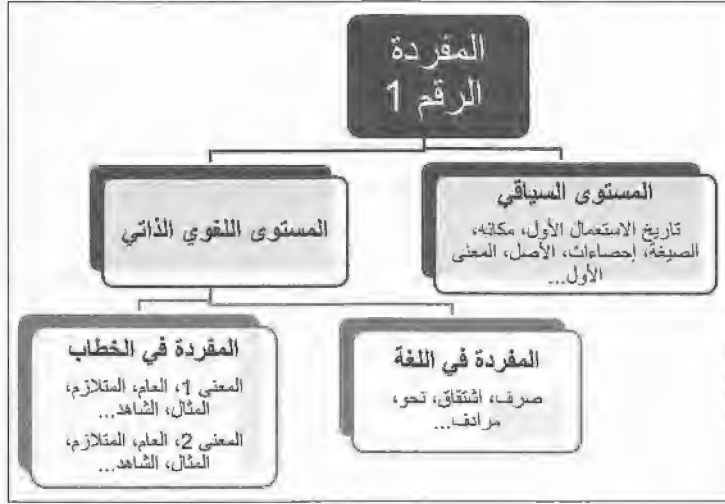 المفردة
الرقم 1
المستوى السياقي
تاريخ الاستعمال الأول، مكانه،
الصيغة، إحصاءات، الأصل، المعنى
الأول...
المستوى اللغوي الذاتي
المفردة في اللغة
صرف، اشتقاق، نحو،
مرادف...
المفردة في الخطاب
المعنى 1، العام، المتلازم،
المثال، الشاهد...
المعنى 2، العام، المتلازم،
المثال، الشاهد...